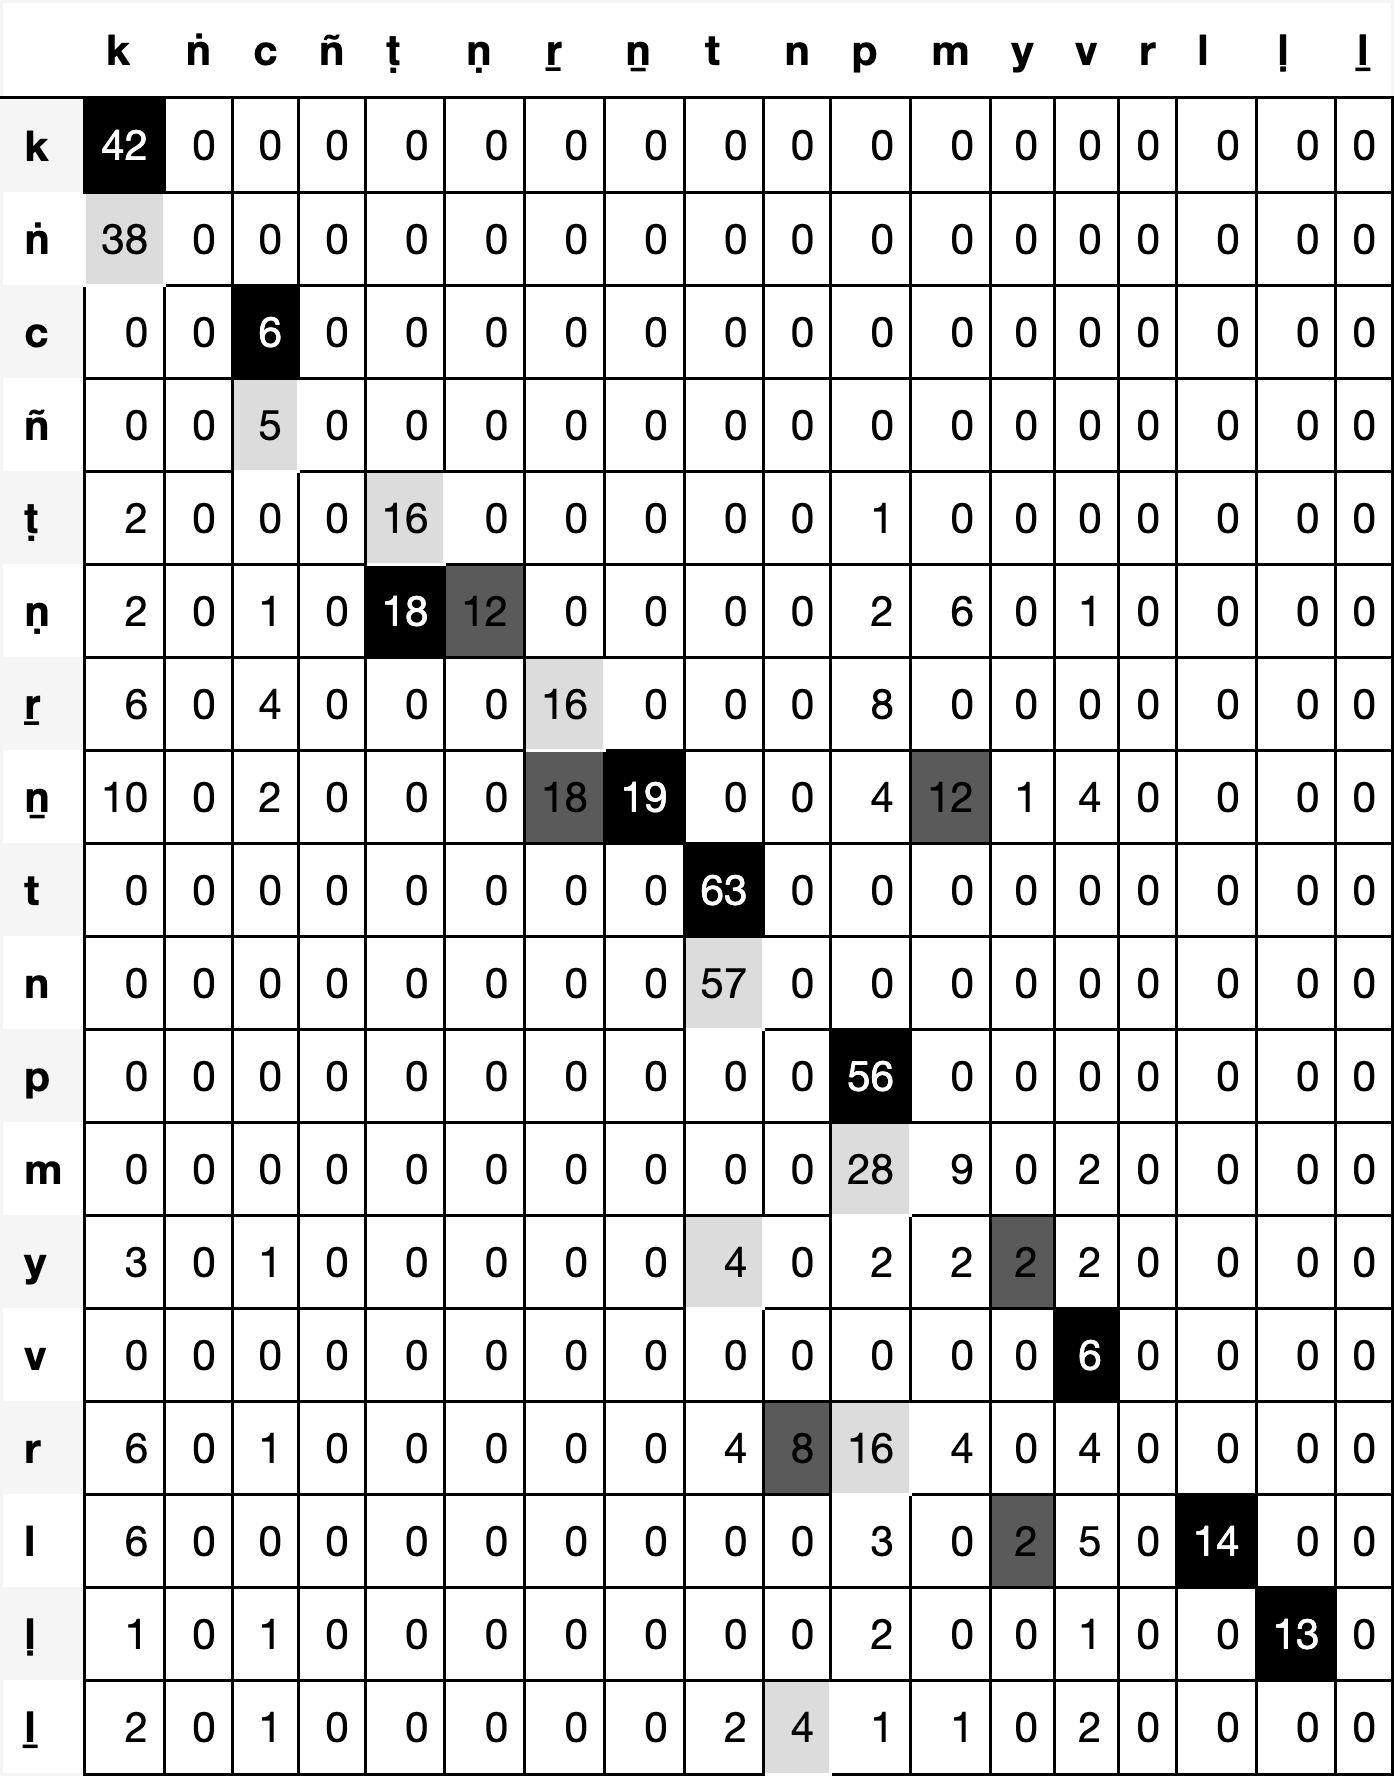 k ṅ c ñ ṭ ṇ ṟ ṉ t n p m y v r l ḷ ḻ
k 42 0 0 0 0 0 0 0 0 0 0 0 0 0 0 0 0 0
ṅ 38 0 0 0 0 0 0 0 0 0 0 0 0 0 0 0 0 0
c 0 0 6 0 0 0 0 0 0 0 0 0 0 0 0 0 0 0
ñ 0 0 5 0 0 0 0 0 0 0 0 0 0 0 0 0 0 0
ṭ 2 0 0 0 16 0 0 0 0 0 1 0 0 0 0 0 0 0
ṇ 2 0 1 0 18 12 0 0 0 0 2 6 0 1 0 0 0 0
ṟ 6 0 4 0 0 0 16 0 0 0 8 0 0 0 0 0 0 0
ṉ 10 0 2 0 0 0 18 19 0 0 4 12 1 4 0 0 0 0
t 0 0 0 0 0 0 0 0 63 0 0 0 0 0 0 0 0 0
n 0 0 0 0 0 0 0 0 57 0 0 0 0 0 0 0 0 0
p 0 0 0 0 0 0 0 0 0 0 56 0 0 0 0 0 0 0
m 0 0 0 0 0 0 0 0 0 0 28 9 0 2 0 0 0 0
y 3 0 1 0 0 0 0 0 4 0 2 2 2 2 0 0 0 0
v 0 0 0 0 0 0 0 0 0 0 0 0 0 6 0 0 0 0
r 6 0 1 0 0 0 0 0 4 8 16 4 0 4 0 0 0 0
l 6 0 0 0 0 0 0 0 0 0 3 0 2 5 0 14 0 0
ḷ 1 0 1 0 0 0 0 0 0 0 2 0 0 1 0 0 13 0
ḻ 2 0 1 0 0 0 0 0 2 4 1 1 0 2 0 0 0 0